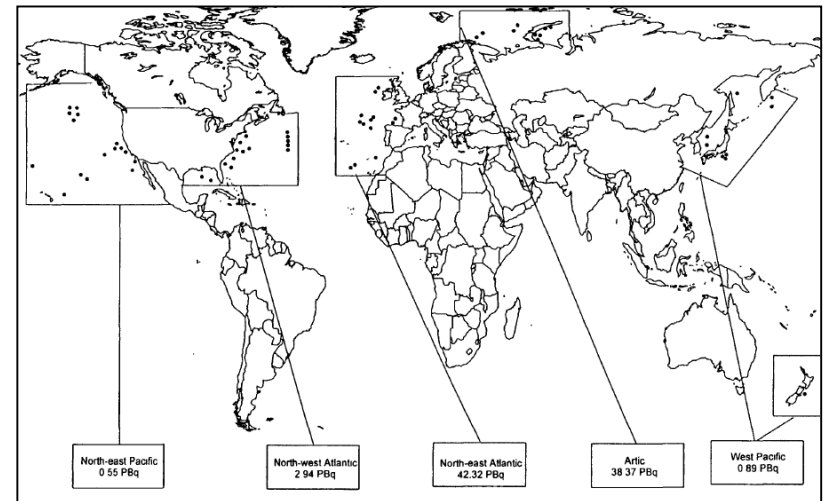 North-east Pacific
0 55 PBq
North-west Atlantic
2 94 PBq
North-east Atlantic
42.32 PBq
Artic
38 37 PBq
West Pacific
0 89 PBq